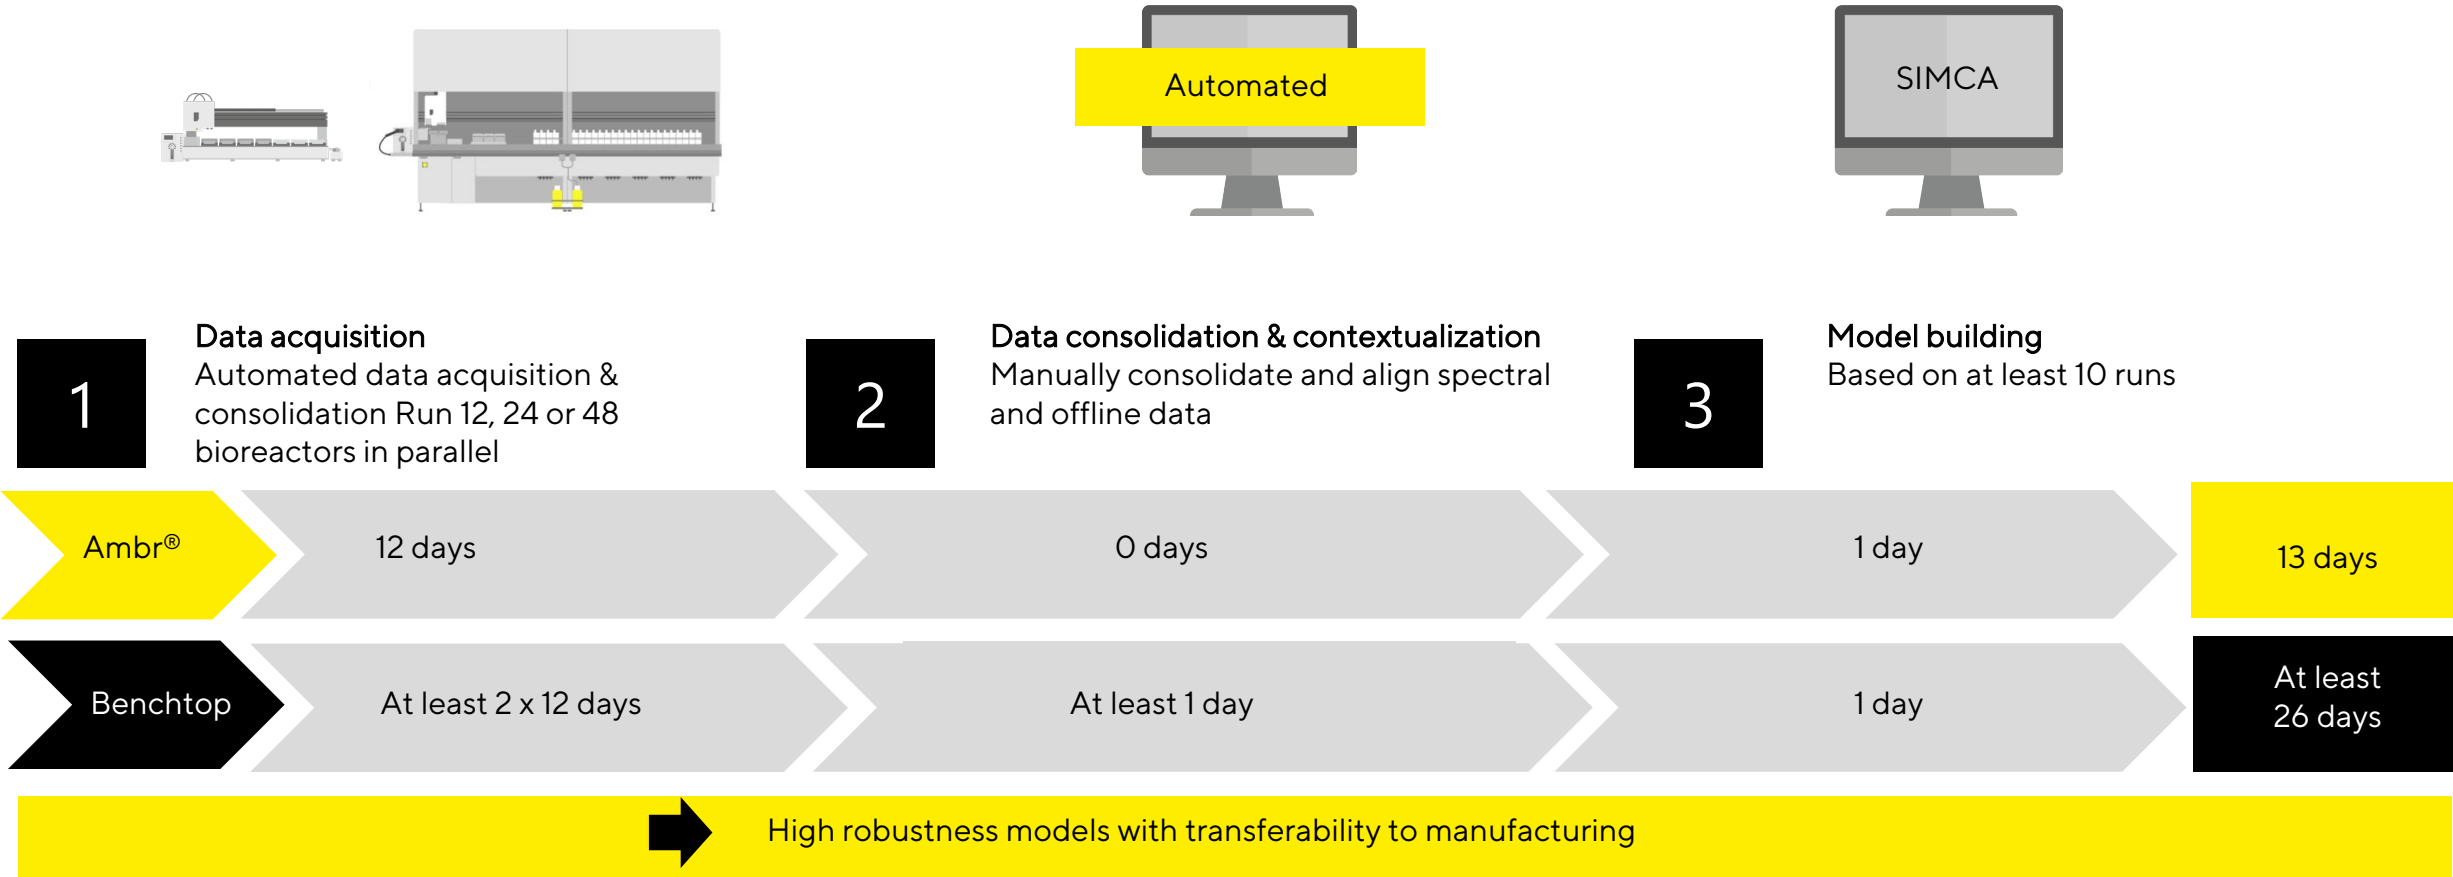 Automated
SIMCA
1
Data acquisition
Automated data acquisition &
consolidation Run 12, 24 or 48
bioreactors in parallel
2
Data consolidation & contextualization
Manually consolidate and align spectral
and offline data
3
Model building
Based on at least 10 runs
Ambr®
12 days
0 days
1 day
13 days
Benchtop
At least 2 x 12 days
At least 1 day
1 day
At least
26 days
High robustness models with transferability to manufacturing